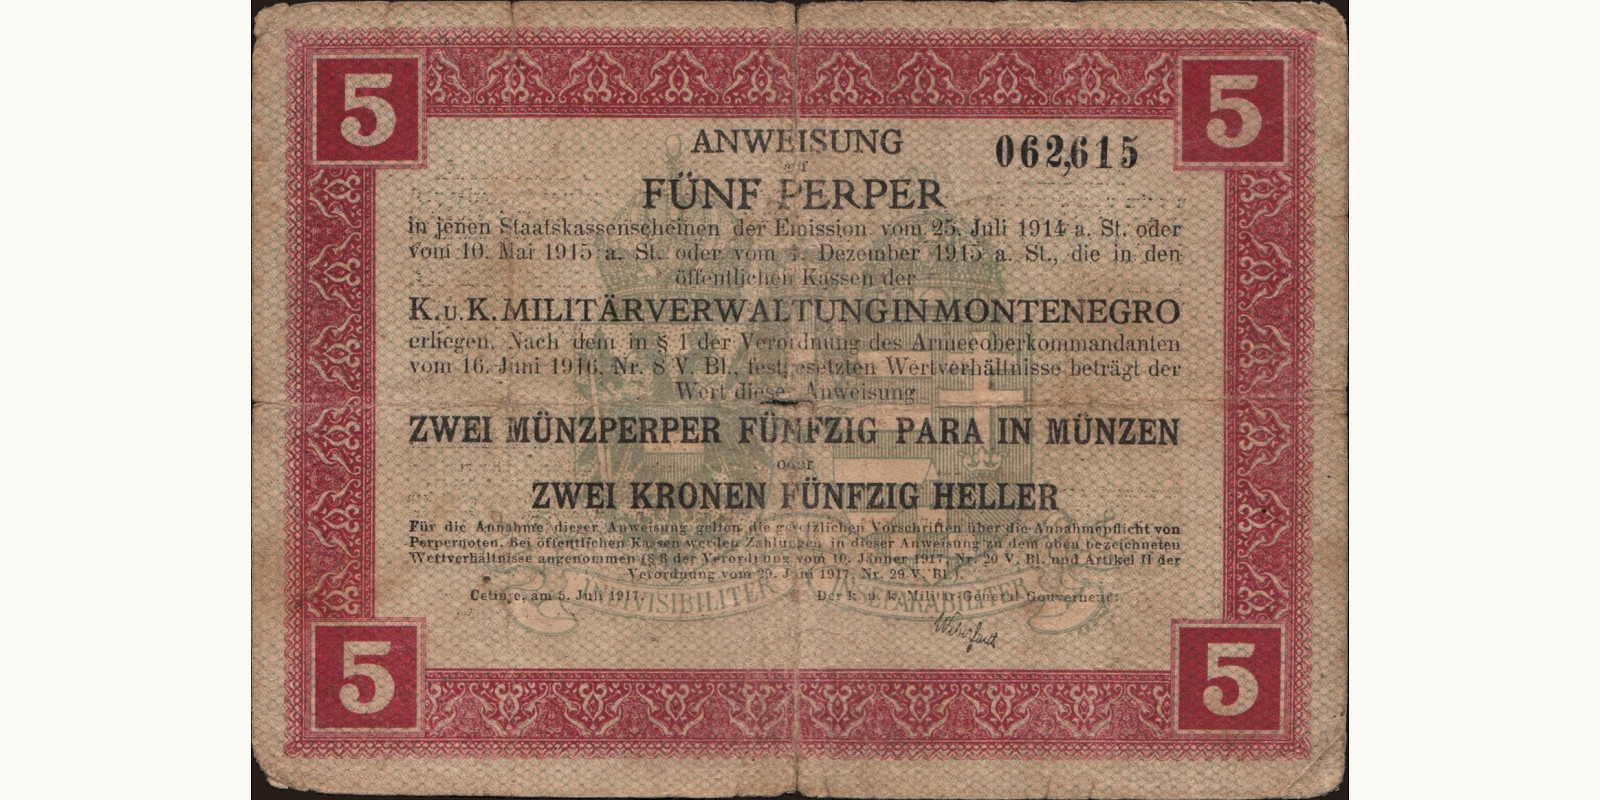 5
5
ANWEISUNG
062,615
auf
FÜNF PERPER
in jenen Staatskassenscheinen der Emission vom 25. Juli 1914 a. St. oder
vom 10. Mai 1915 a. St. oder vom Dezember 1915 a. St., die in den
öffentlichen Kassen der
K. u. K. MILITÄRVERWALTUNG IN MONTENEGRO
erliegen. Nach dem in § 1 der Verordnung des Armeeoberkommandanten
vom 16. Juni 1916, Nr. 8 V. Bl., festgesetzten Wertverhältnisse beträgt der
Wert dieser Anweisung
ZWEI MÜNZPERPER FÜNFZIG PARA IN MÜNZEN
oder
ZWEI KRONEN FÜNFZIG HELLER
Für die Annahme dieser Anweisung gelten die gesetzlichen Vorschriften über die Annahmepflicht von
Perpernoten. Bei öffentlichen Kassen werden Zahlungen in dieser Anweisung zu dem oben bezeichneten
Wertverhältnisse angenommen (§ 3 der Verordnung vom 10. Jänner 1917, Nr. 20 V. Bl. und Artikel II der
Verordnung vom 29. Juni 1917, Nr. 29 V. Bl.).
INDIVISIBILITER AC INSEPARABILITER
Cetinje, am 5. Juli 1917.
Der k. u. k. Militär-General-Gouverneur:
5
5